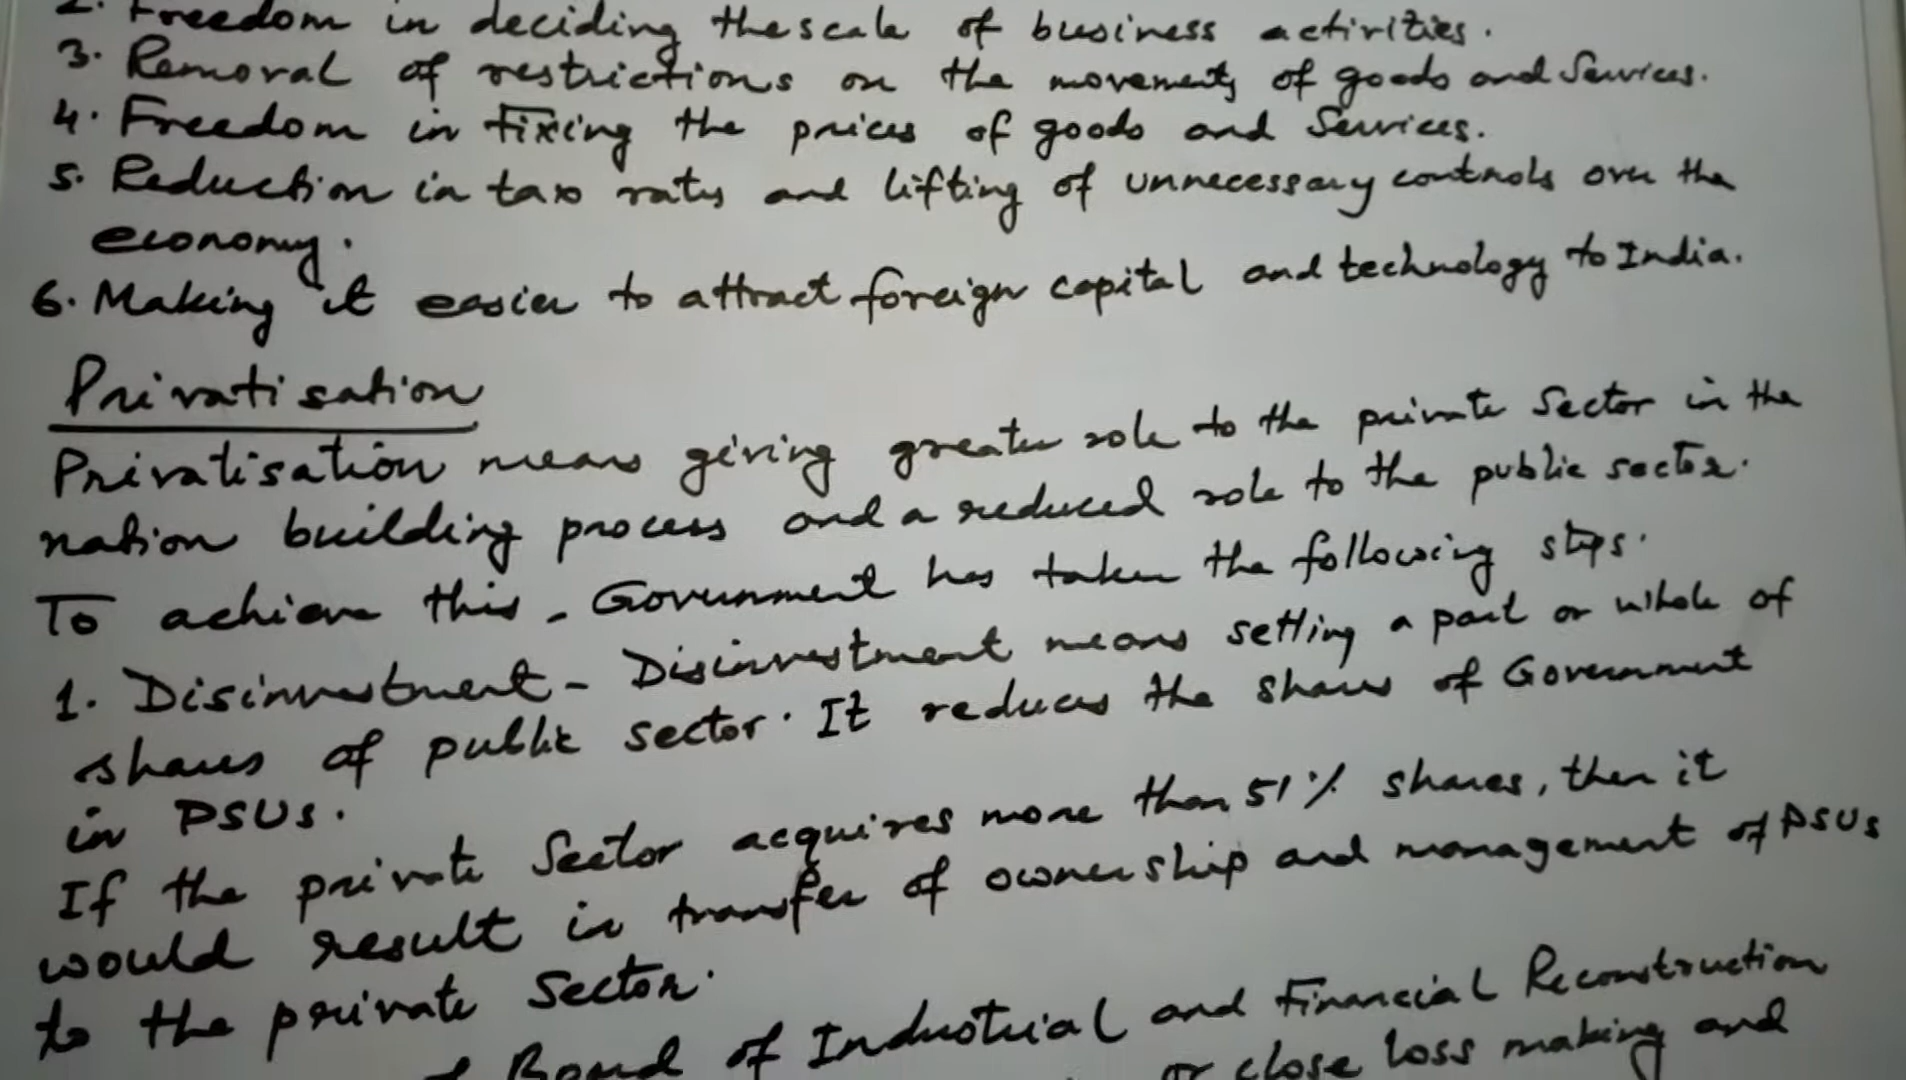 2. Freedom in deciding the scale of business activities.
3. Removal of restrictions on the movements of goods and Services.
4. Freedom in fixing the prices of goods and Services.
5. Reduction in tax rates and lifting of unnecessary controls over the
economy.
6. Making it easier to attract foreign capital and technology to India.
Privatisation
Privatisation means giving greater role to the private Sector in the
nation building process and a reduced role to the public sector.
To achieve this, Government has taken the following steps.
1. Disinvestment - Disinvestment means setting a part or whole of
shares of public sector. It reduces the shares of Government
in PSUs.
If the private Sector acquires more than 51% shares, then it
would result in transfer of ownership and management of PSUs
to the private Sector.
of Board of Industrial and Financial Reconstruction
or close loss making and